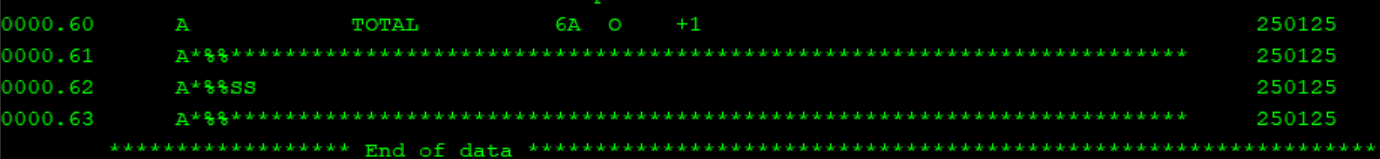 0000.60      A            TOTAL          6A  O    +1                                         250125
0000.61      A*%%***********************************************************************     250125
0000.62      A*%%SS                                                                          250125
0000.63      A*%%***********************************************************************     250125
****************** End of data ***************************************************************